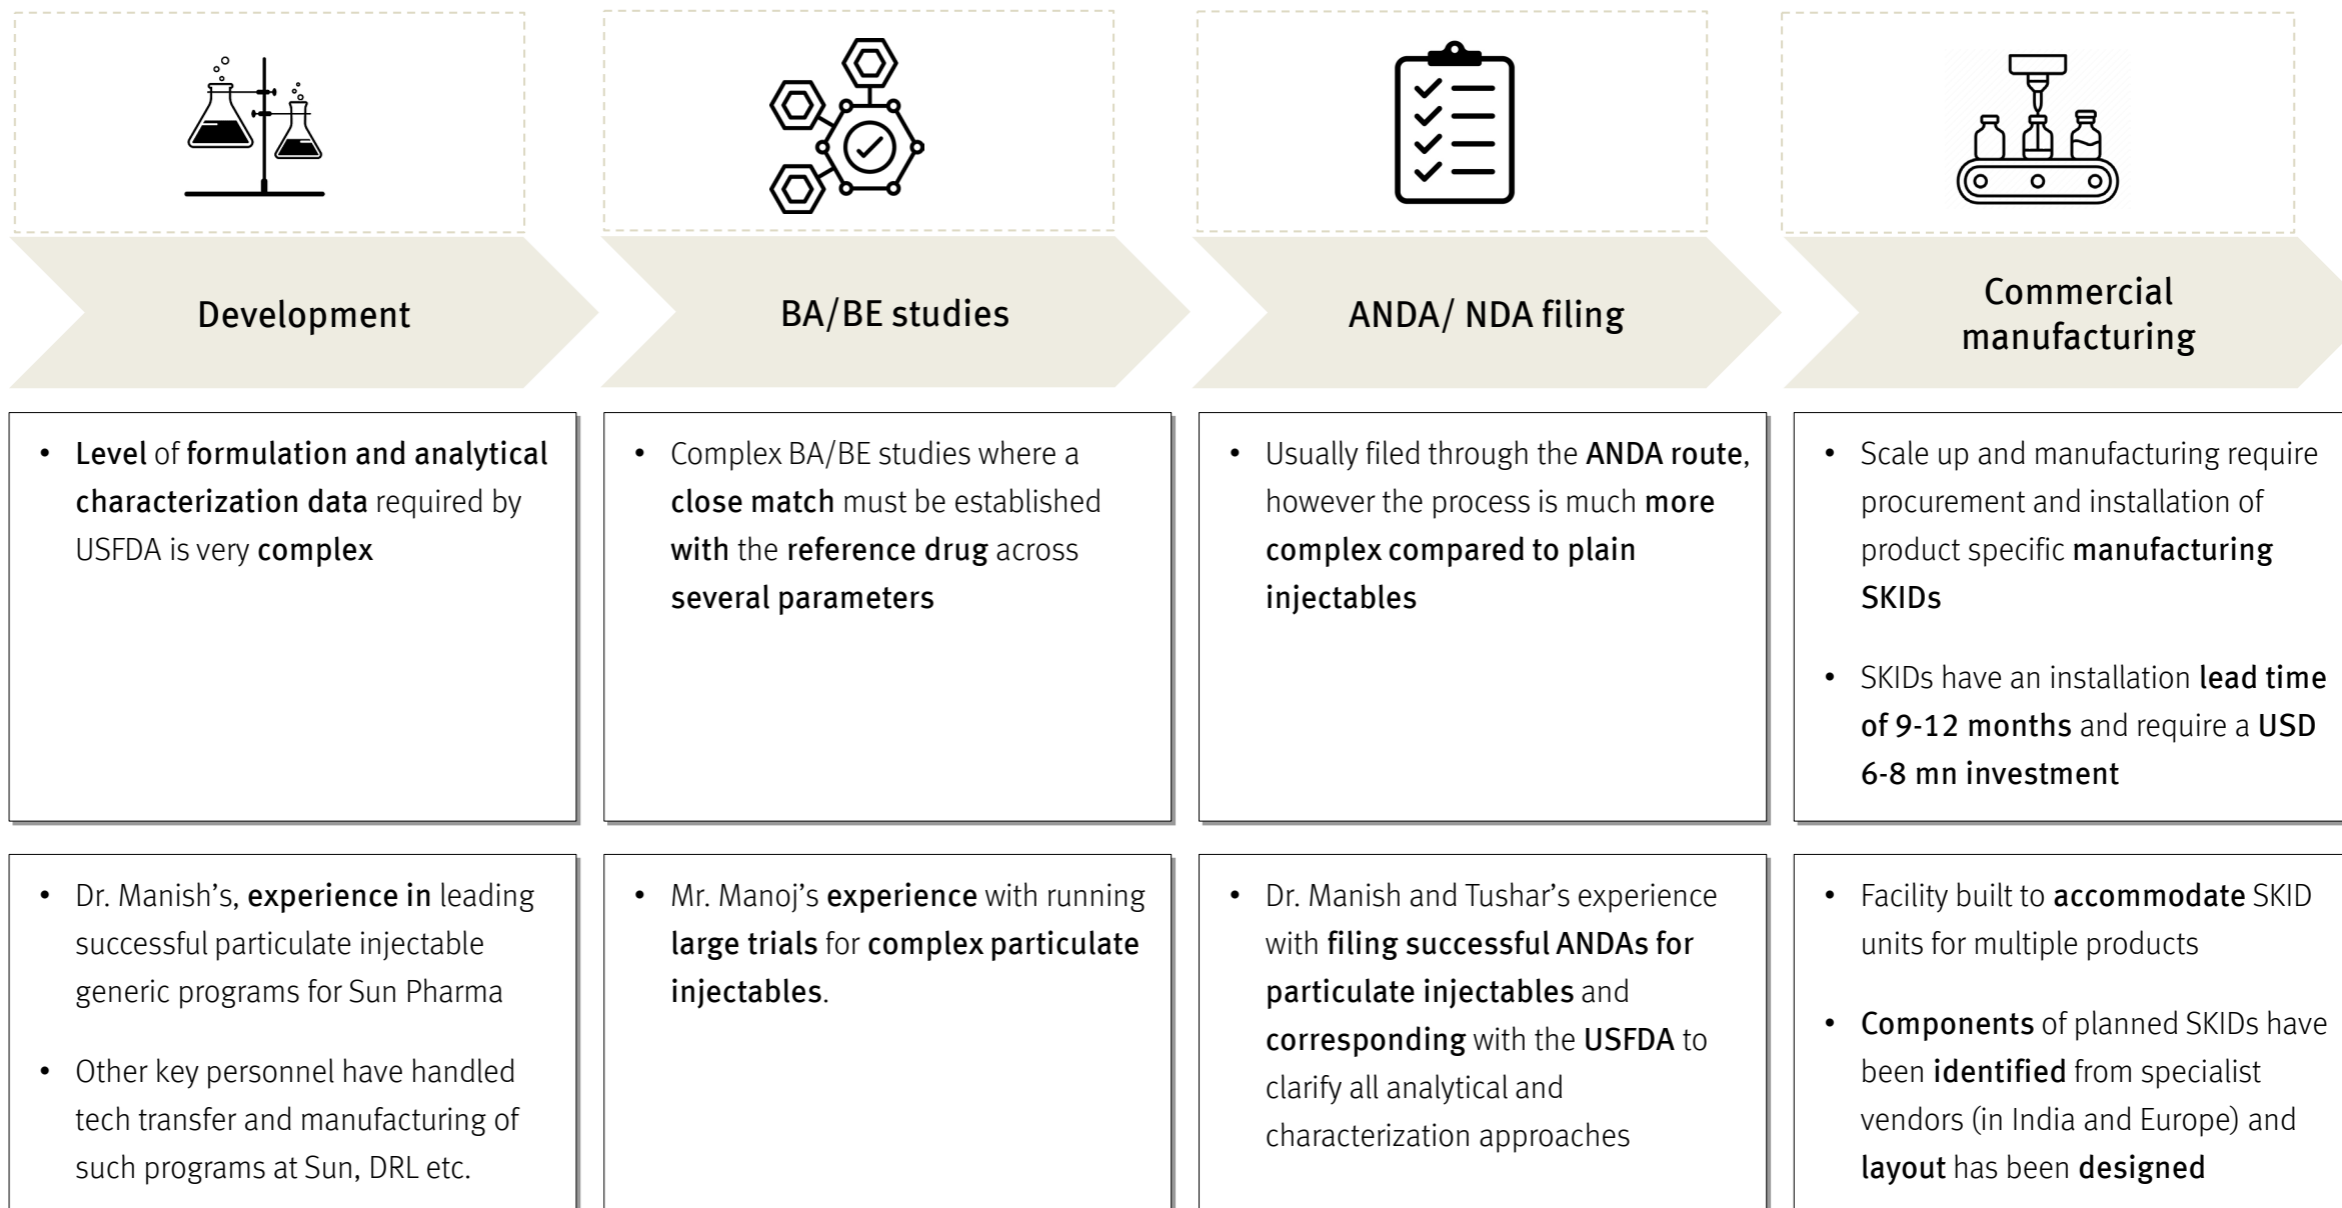 Development
BA/BE studies
ANDA/ NDA filing
Commercial
manufacturing
• Level of formulation and analytical
characterization data required by
USFDA is very complex
• Complex BA/BE studies where a
close match must be established
with the reference drug across
several parameters
• Usually filed through the ANDA route,
however the process is much more
complex compared to plain
injectables
• Scale up and manufacturing require
procurement and installation of
product specific manufacturing
SKIDs
• SKIDs have an installation lead time
of 9-12 months and require a USD
6-8 mn investment
• Dr. Manish's, experience in leading
successful particulate injectable
generic programs for Sun Pharma
• Other key personnel have handled
tech transfer and manufacturing of
such programs at Sun, DRL etc.
• Mr. Manoj's experience with running
large trials for complex particulate
injectables.
• Dr. Manish and Tushar's experience
with filing successful ANDAs for
particulate injectables and
corresponding with the USFDA to
clarify all analytical and
characterization approaches
• Facility built to accommodate SKID
units for multiple products
• Components of planned SKIDs have
been identified from specialist
vendors (in India and Europe) and
layout has been designed